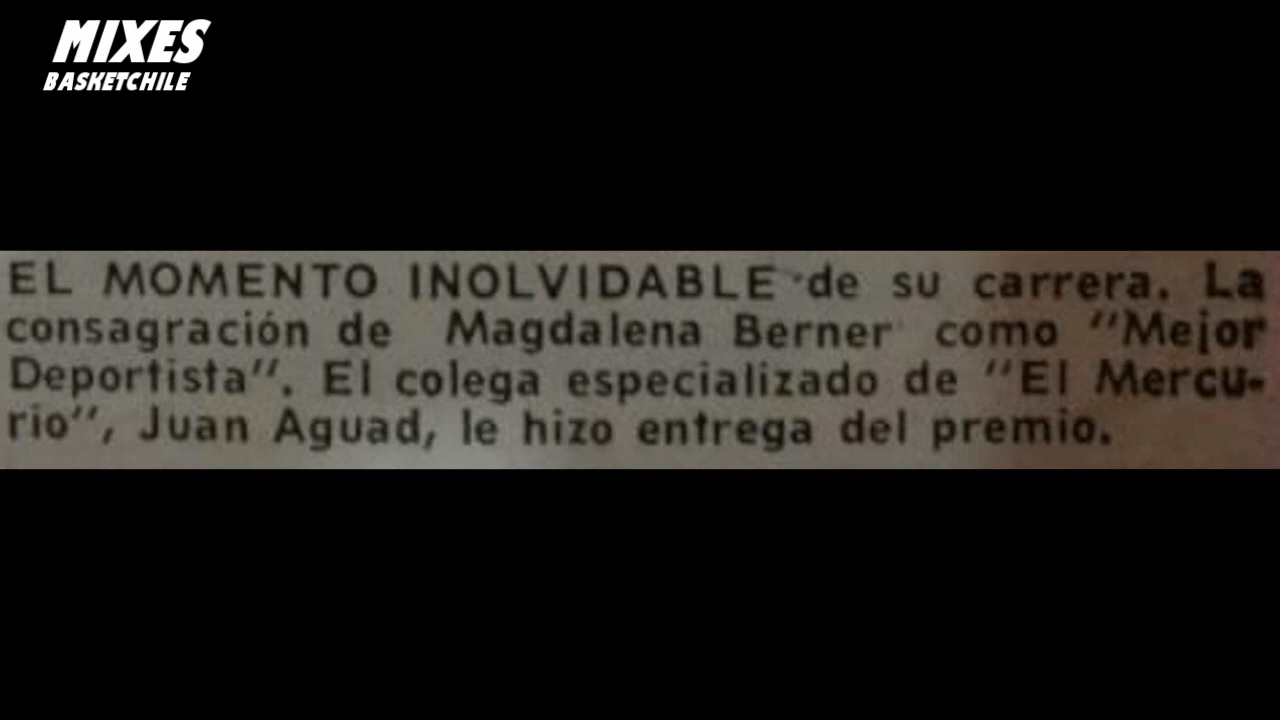 MIXES
BASKETCHILE
EL MOMENTO INOLVIDABLE de su carrera. La
consagración de Magdalena Berner como "Mejor
Deportista". El colega especializado de "El Mercu-
rio", Juan Aguad, le hizo entrega del premio.